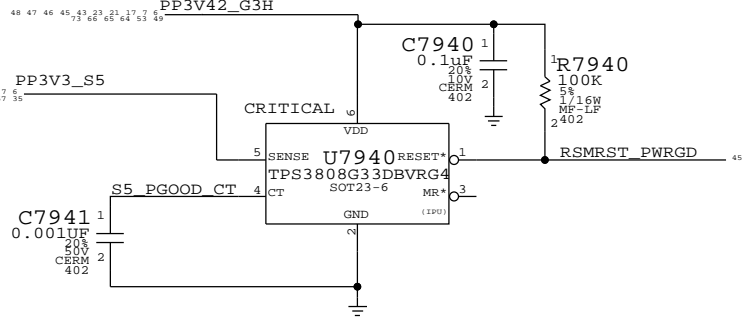 PP3V42_G3H
48 47 46 45 43 23 21 17 7 6
73 66 65 64 53 49
C7940 1
0.1uF
20%
10V 2
CERM
402
1
R7940
100K
5%
1/16W
MF-LF
2 402
PP3V3_S5
7 6
35
CRITICAL
6
VDD
5 SENSE U7940 RESET* 1
RSMRST_PWRGD 45
TPS3808G33DBVRG4
SOT23-6
S5_PGOOD_CT 4 CT
MR* 3
(IPU)
GND
2
C7941 1
0.001UF
20%
50V
CERM 2
402